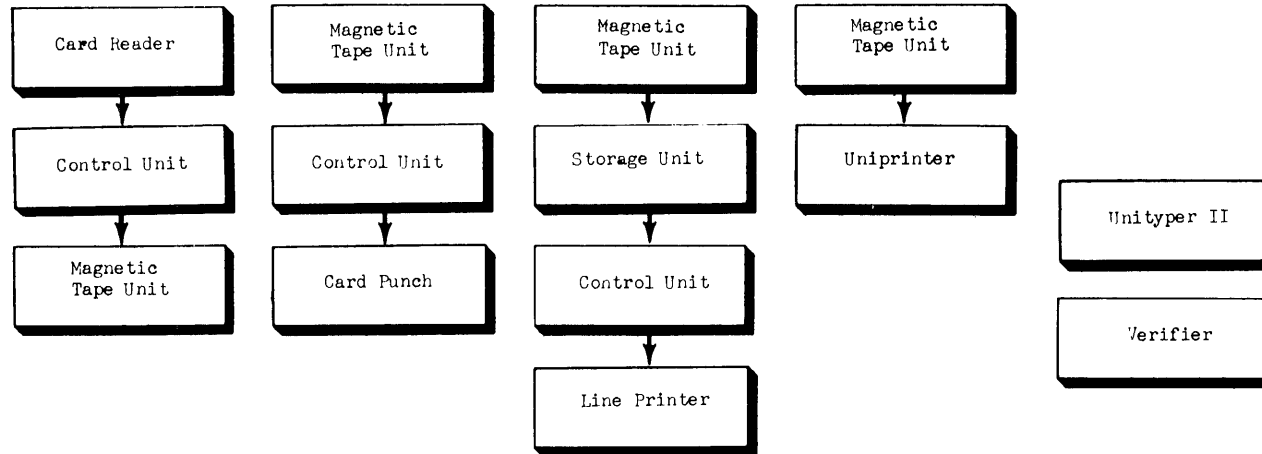 Card Reader
Control Unit
Magnetic
Tape Unit
Magnetic
Tape Unit
Control Unit
Card Punch
Magnetic
Tape Unit
Storage Unit
Control Unit
Line Printer
Magnetic
Tape Unit
Uniprinter
Unityper II
Verifier